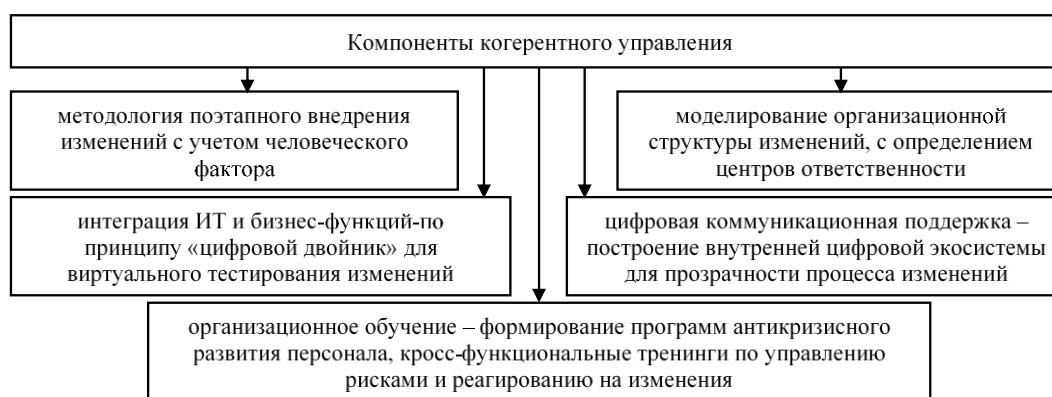 Компоненты когерентного управления
методология поэтапного внедрения
изменений с учетом человеческого
фактора
моделирование организационной
структуры изменений, с определением
центров ответственности
интеграция ИТ и бизнес-функций-по
принципу «цифровой двойник» для
виртуального тестирования изменений
цифровая коммуникационная поддержка –
построение внутренней цифровой экосистемы
для прозрачности процесса изменений
организационное обучение – формирование программ антикризисного
развития персонала, кросс-функциональные тренинги по управлению
рисками и реагированию на изменения